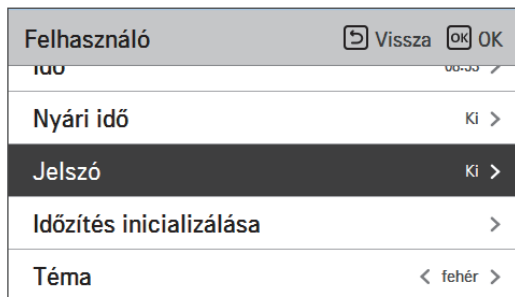 Felhasználó Vissza OK OK
Nyári idő Ki >
Jelszó Ki >
Időzítés inicializálása >
Téma < fehér >